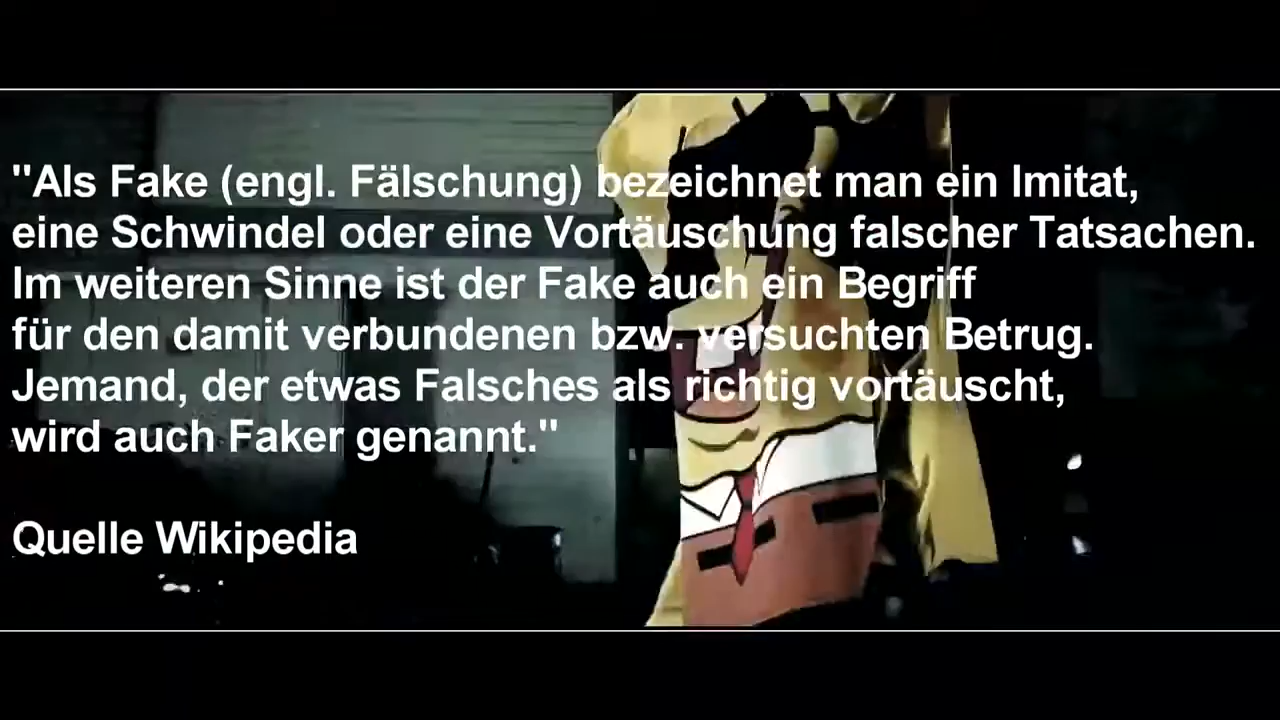 "Als Fake (engl. Fälschung) bezeichnet man ein Imitat,
eine Schwindel oder eine Vortäuschung falscher Tatsachen.
Im weiteren Sinne ist der Fake auch ein Begriff
für den damit verbundenen bzw. versuchten Betrug.
Jemand, der etwas Falsches als richtig vortäuscht,
wird auch Faker genannt."
Quelle Wikipedia